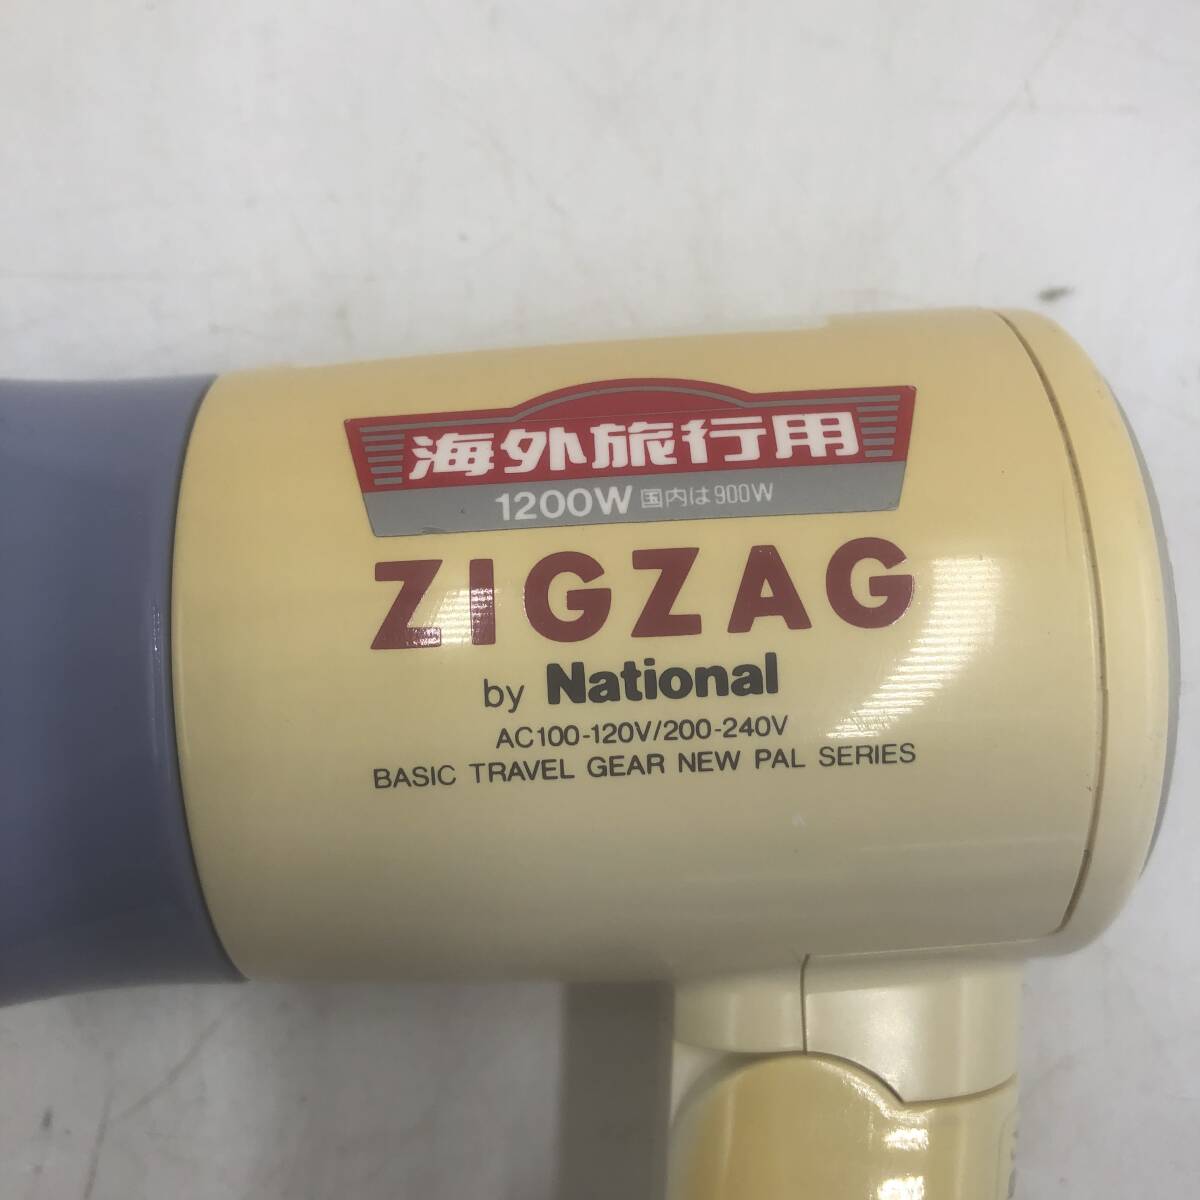 海外旅行用
1200W 国内は900W
ZIGZAG
by National
AC100-120V/200-240V
BASIC TRAVEL GEAR NEW PAL SERIES